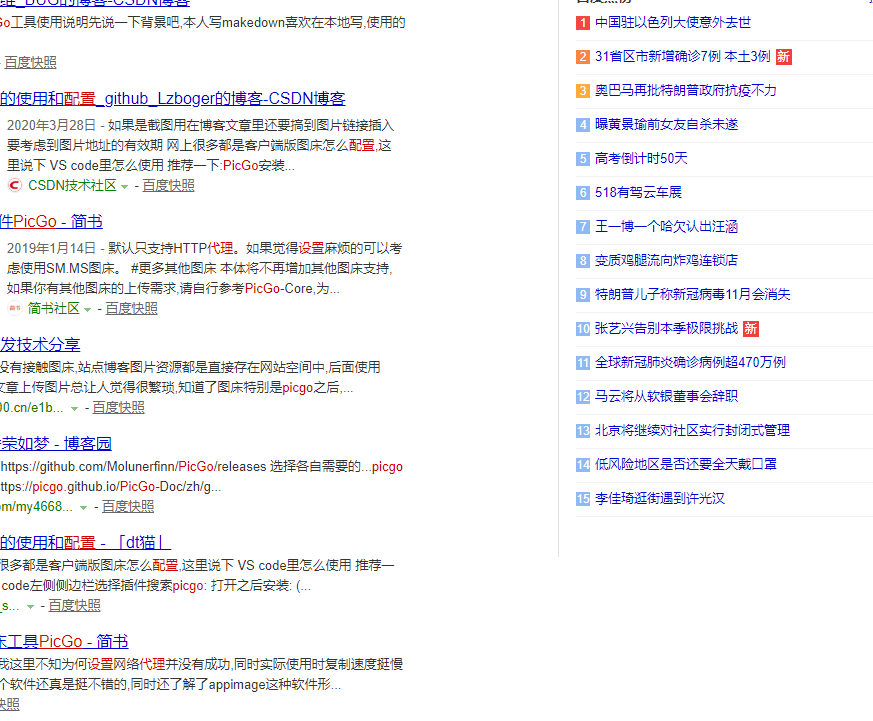 维_BUG的博客-CSDN博客
Go工具使用说明先说一下背景吧,本人写makedown喜欢在本地写,使用的
- 百度快照
的使用和配置_github_Lzboger的博客-CSDN博客
2020年3月28日 - 如果是截图用在博客文章里还要搞到图片链接插入
要考虑到图片地址的有效期 网上很多都是客户端版图床怎么配置,这
里说下 VS code里怎么使用 推荐一下:PicGo安装...
CSDN技术社区 - 百度快照
件PicGo - 简书
2019年1月14日 - 默认只支持HTTP代理。如果觉得设置麻烦的可以考
虑使用SM.MS图床。 #更多其他图床 本体将不再增加其他图床支持,
如果你有其他图床的上传需求,请自行参考PicGo-Core,为...
简书社区 - 百度快照
发技术分享
没有接触图床,站点博客图片资源都是直接存在网站空间中,后面使用
文章上传图片总让人觉得很繁琐,知道了图床特别是picgo之后,...
00.cn/e1b... - 百度快照
荣如梦 - 博客园
https://github.com/Molunerfinn/PicGo/releases 选择各自需要的...picgo
ttps://picgo.github.io/PicGo-Doc/zh/g...
om/my4668... - 百度快照
的使用和配置 - 「dt猫」
很多都是客户端版图床怎么配置,这里说下 VS code里怎么使用 推荐一
code左侧侧边栏选择插件搜索picgo: 打开之后安装: (...
_s... - 百度快照
床工具PicGo - 简书
我这里不知为何设置网络代理并没有成功,同时实际使用时复制速度挺慢
个软件还真是挺不错的,同时还了解了appimage这种软件形...
快照
1 中国驻以色列大使意外去世
2 31省区市新增确诊7例 本土3例 新
3 奥巴马再批特朗普政府抗疫不力
4 曝黄景瑜前女友自杀未遂
5 高考倒计时50天
6 518有驾云车展
7 王一博一个哈欠认出汪涵
8 变质鸡腿流向炸鸡连锁店
9 特朗普儿子称新冠病毒11月会消失
10 张艺兴告别本季极限挑战 新
11 全球新冠肺炎确诊病例超470万例
12 马云将从软银董事会辞职
13 北京将继续对社区实行封闭式管理
14 低风险地区是否还要全天戴口罩
15 李佳琦逛街遇到许光汉